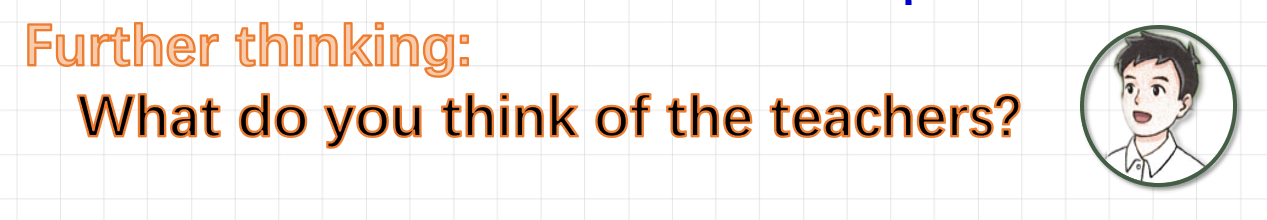 Further thinking:
What do you think of the teachers?